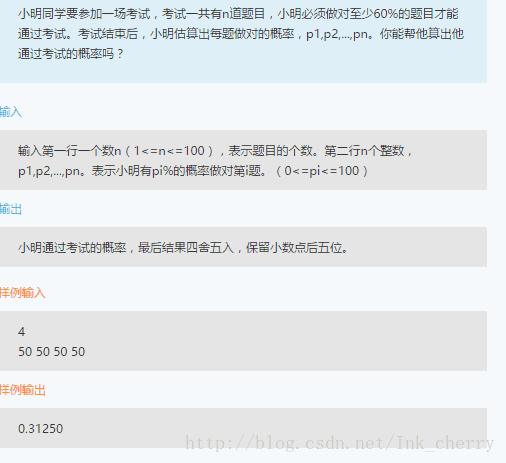 小明同学要参加一场考试，考试一共有n道题目，小明必须做对至少60%的题目才能
通过考试。考试结束后，小明估算出每题做对的概率，p1,p2,...,pn。你能帮他算出他
通过考试的概率吗？
输入
输入第一行一个数n（1<=n<=100），表示题目的个数。第二行n个整数，
p1,p2,...,pn。表示小明有pi%的概率做对第i题。（0<=pi<=100）
输出
小明通过考试的概率，最后结果四舍五入，保留小数点后五位。
样例输入
4
50 50 50 50
样例输出
0.31250
http://blog.csdn.net/Ink_cherry